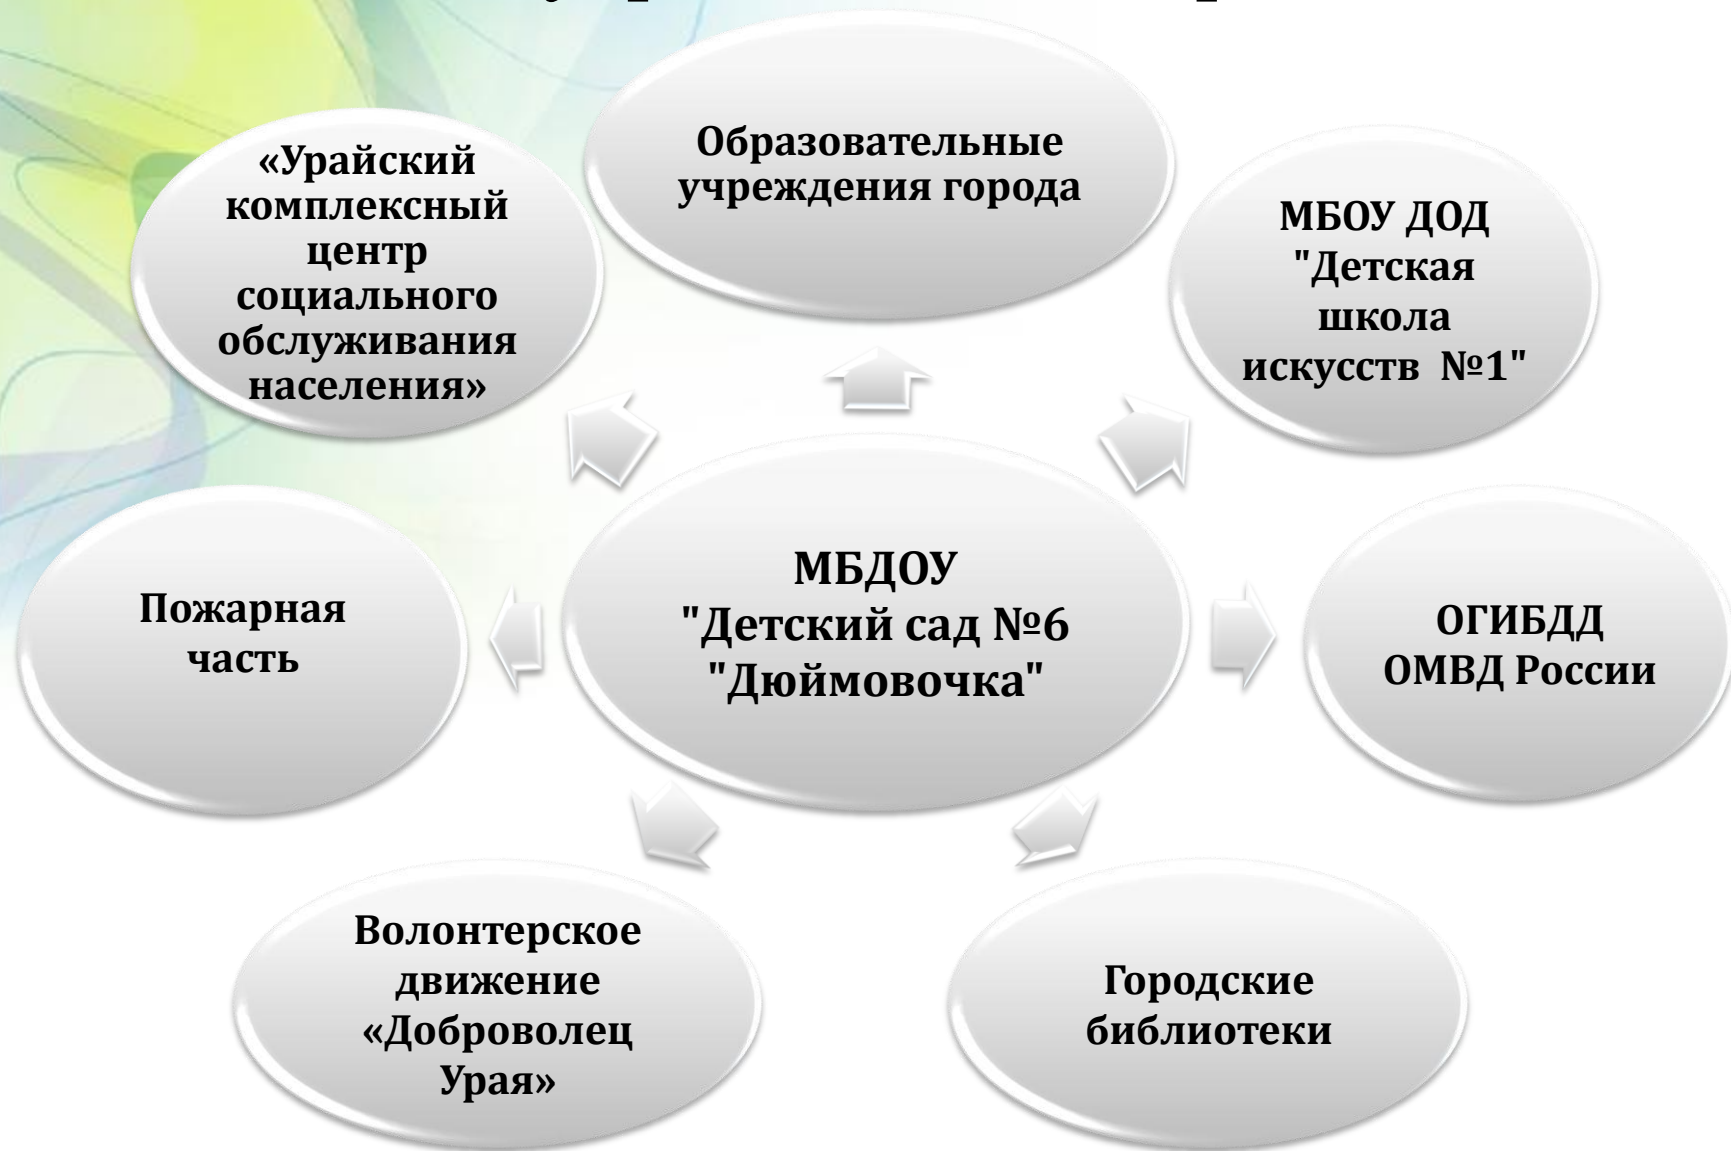 Образовательные
учреждения города
«Урайский
комплексный
центр
социального
обслуживания
населения»
МБОУ ДОД
"Детская
школа
искусств №1"
МБДОУ
"Детский сад №6
"Дюймовочка"
Пожарная
часть
ОГИБДД
ОМВД России
Волонтерское
движение
«Доброволец
Урая»
Городские
библиотеки